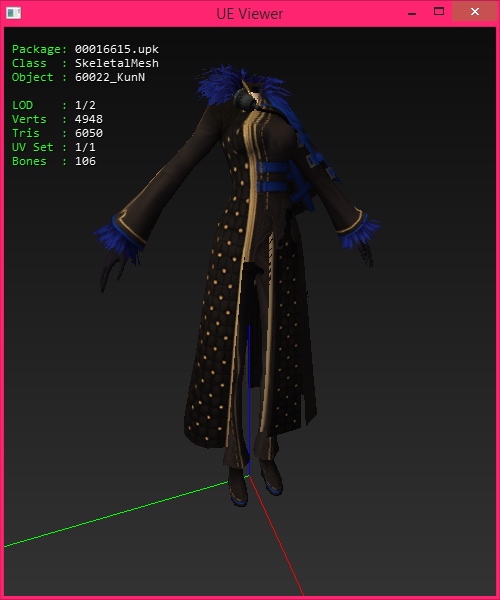 UE Viewer
Package: 00016615.upk
Class : SkeletalMesh
Object : 60022_KunN
LOD : 1/2
Verts : 4948
Tris : 6050
UV Set : 1/1
Bones : 106